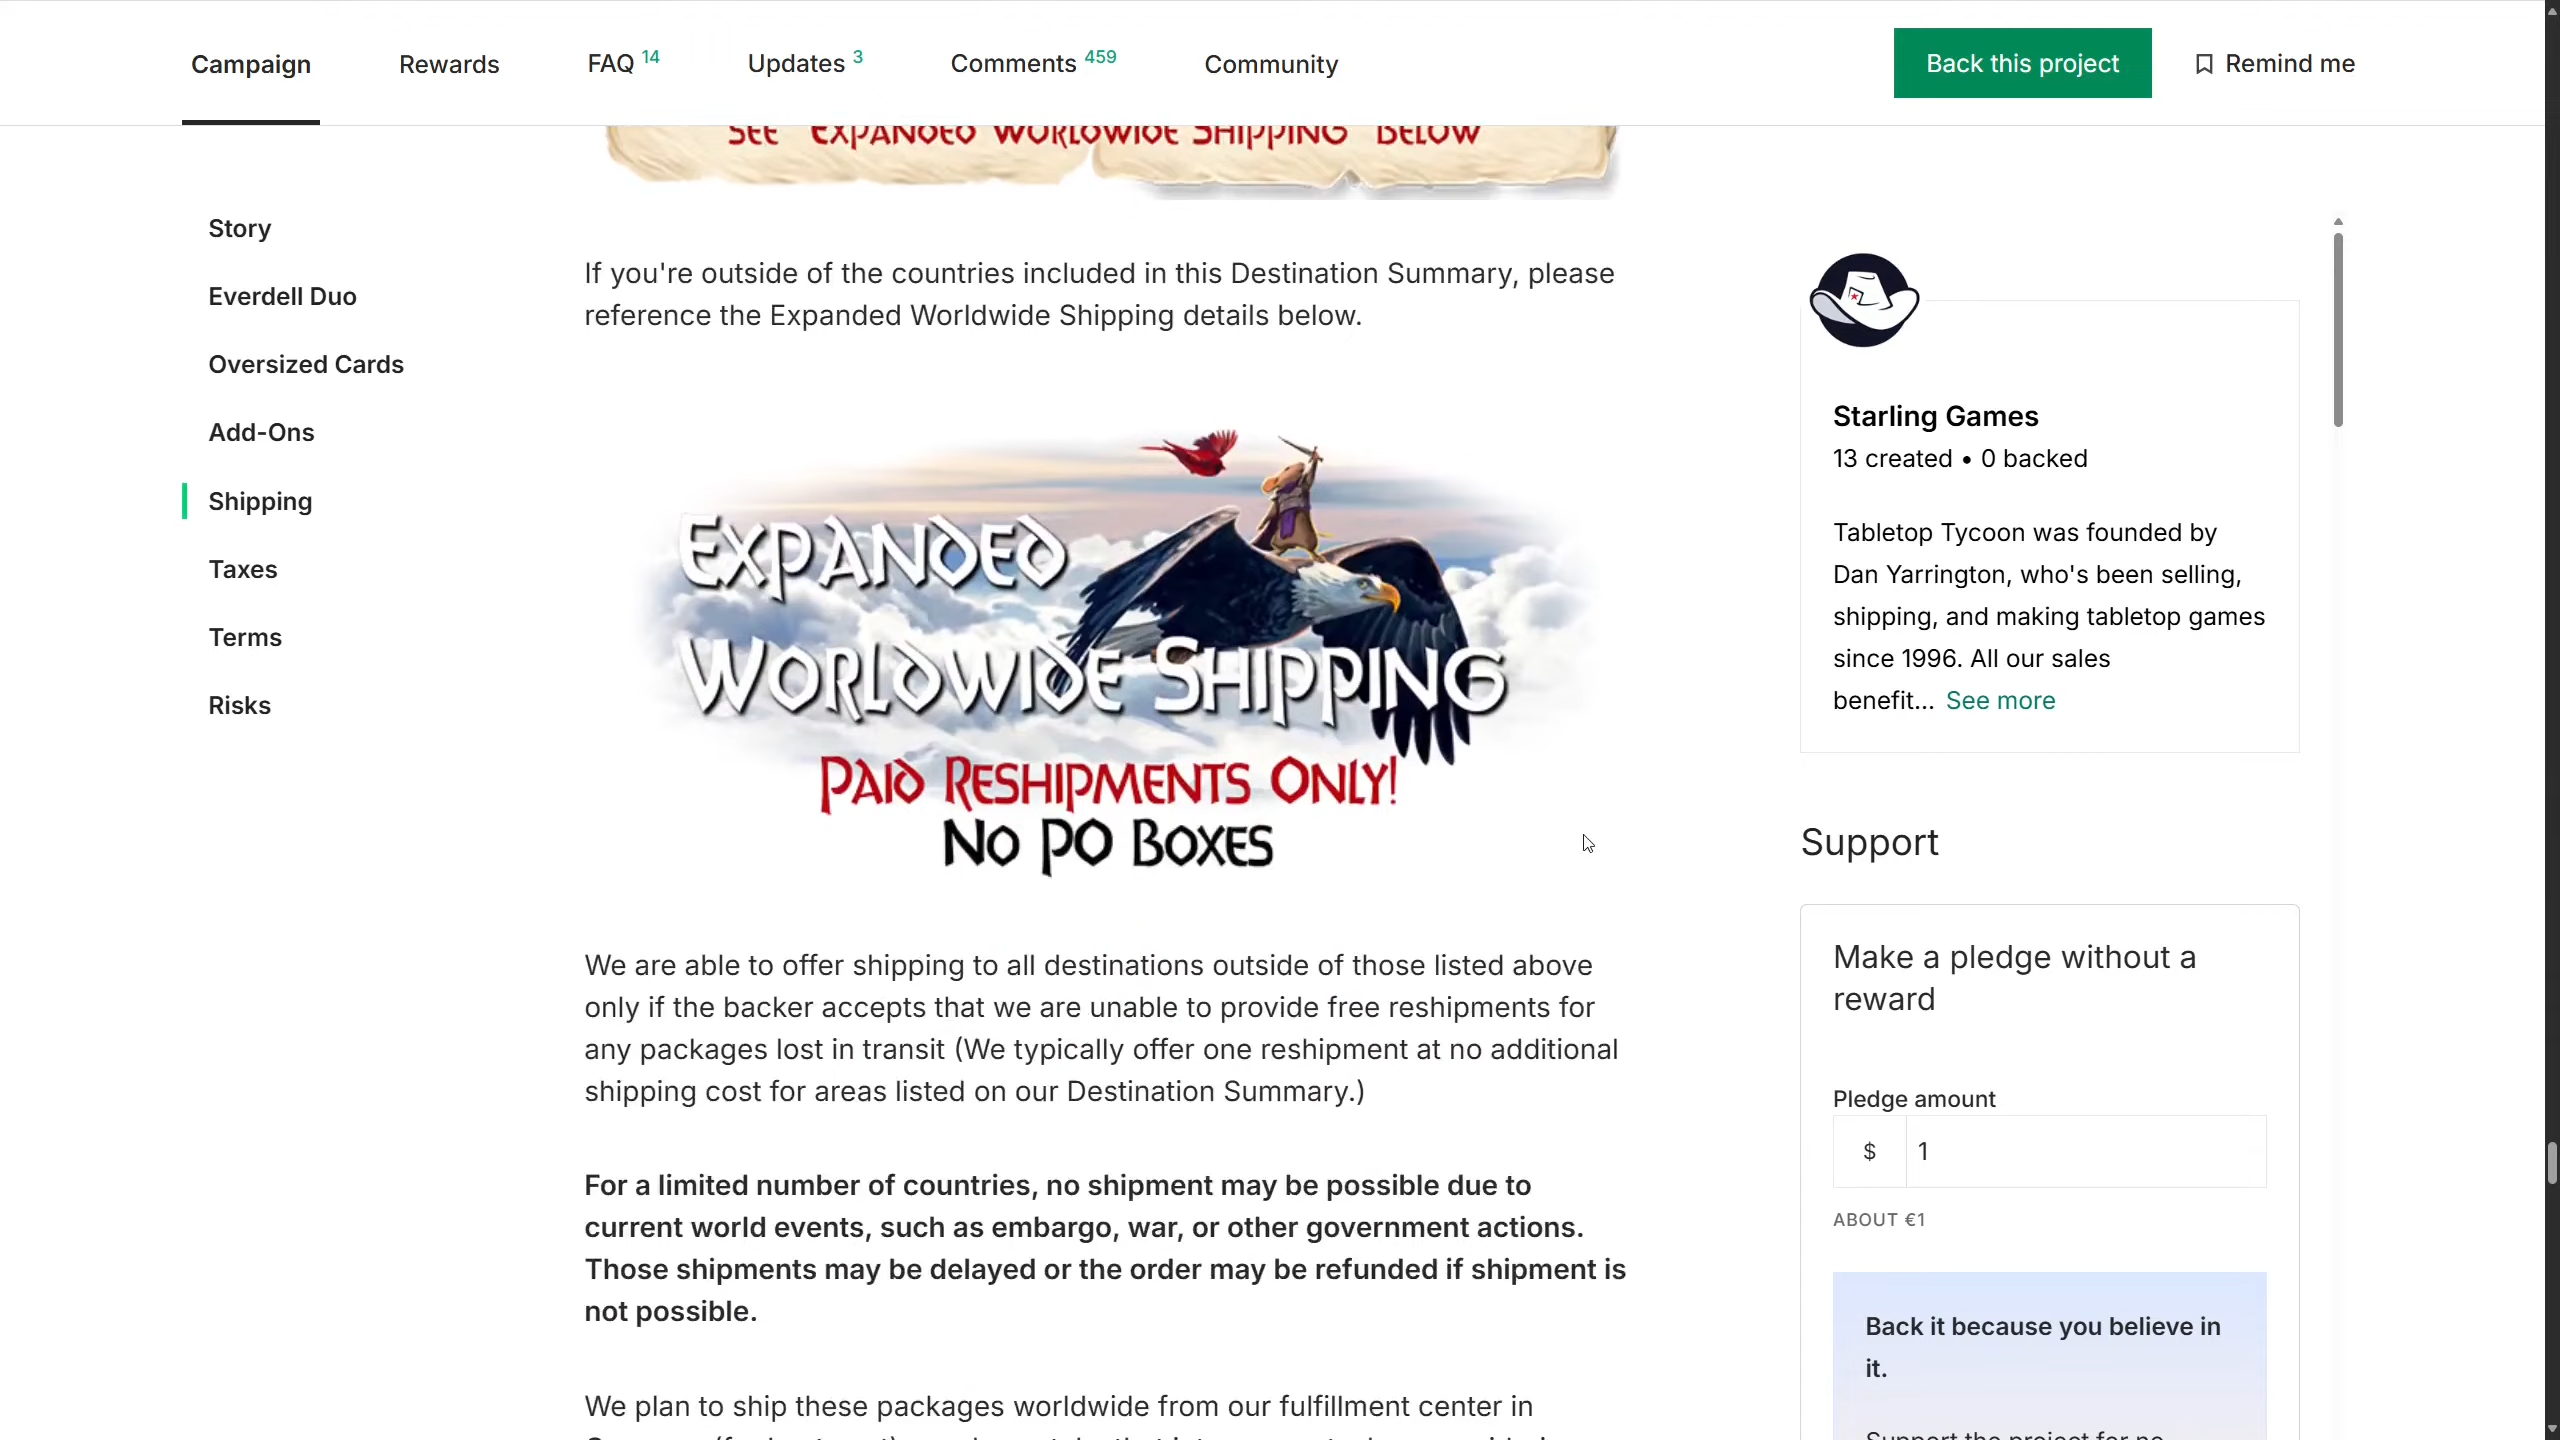 Campaign
Rewards
FAQ 14
Updates 3
Comments 459
Community
Back this project
Remind me
SEE "EXPANDED WORLDWIDE SHIPPING" BELOW
Story
Everdell Duo
Oversized Cards
Add-Ons
Shipping
Taxes
Terms
Risks
If you're outside of the countries included in this Destination Summary, please
reference the Expanded Worldwide Shipping details below.
EXPANDED
WORLDWIDE SHIPPING
PAID RESHIPMENTS ONLY!
NO PO BOXES
We are able to offer shipping to all destinations outside of those listed above
only if the backer accepts that we are unable to provide free reshipments for
any packages lost in transit (We typically offer one reshipment at no additional
shipping cost for areas listed on our Destination Summary.)
For a limited number of countries, no shipment may be possible due to
current world events, such as embargo, war, or other government actions.
Those shipments may be delayed or the order may be refunded if shipment is
not possible.
We plan to ship these packages worldwide from our fulfillment center in
Starling Games
13 created • 0 backed
Tabletop Tycoon was founded by
Dan Yarrington, who's been selling,
shipping, and making tabletop games
since 1996. All our sales
benefit... See more
Support
Make a pledge without a
reward
Pledge amount
$ 1
ABOUT €1
Back it because you believe in
it.
Support the project for no